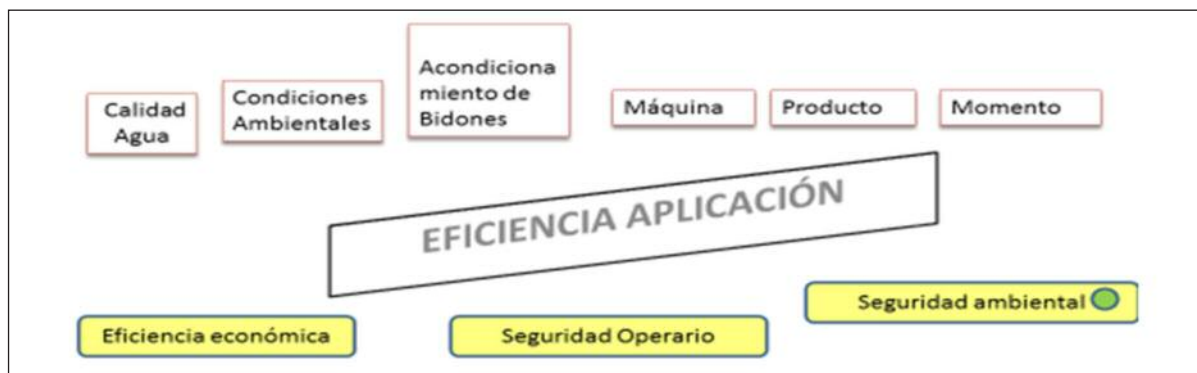 Calidad
Agua
Condiciones
Ambientales
Acondiciona
miento de
Bidones
Máquina
Producto
Momento
EFICIENCIA APLICACIÓN
Eficiencia económica
Seguridad Operario
Seguridad ambiental